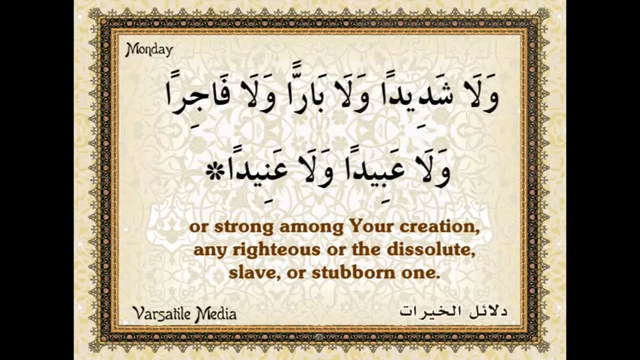 Monday
وَلَا شَدِيدًا وَلَا بَارًّا وَلَا فَاجِرًا
وَلَا عَبِيدًا وَلَا عَنِيدًا*
or strong among Your creation,
any righteous or the dissolute,
slave, or stubborn one.
Varsatile Media
دلائل الخيرات